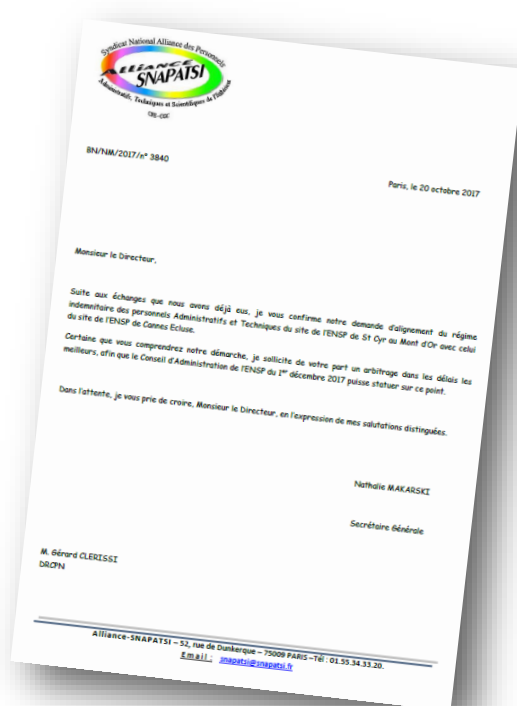 Syndicat National Alliance des Personnels
ALLIANCE
SNAPATSI
Administratifs, Techniques et Scientifiques de l'Intérieur
CFE-CGC
BN/NM/2017/n° 3840
Paris, le 20 octobre 2017
Monsieur le Directeur,
Suite aux échanges que nous avons déjà eus, je vous confirme notre demande d'alignement du régime
indemnitaire des personnels Administratifs et Techniques du site de l'ENSP de St Cyr au Mont d'Or avec celui
du site de l'ENSP de Cannes Ecluse.
Certaine que vous comprendrez notre démarche, je sollicite de votre part un arbitrage dans les délais les
meilleurs, afin que le Conseil d'Administration de l'ENSP du 1er décembre 2017 puisse statuer sur ce point.
Dans l'attente, je vous prie de croire, Monsieur le Directeur, en l'expression de mes salutations distinguées.
Nathalie MAKARSKI
Secrétaire Générale
M. Gérard CLERISSI
DRCPN
Alliance-SNAPATSI – 52, rue de Dunkerque – 75009 PARIS –Tél : 01.55.34.33.20.
Email : snapatsi@snapatsi.fr